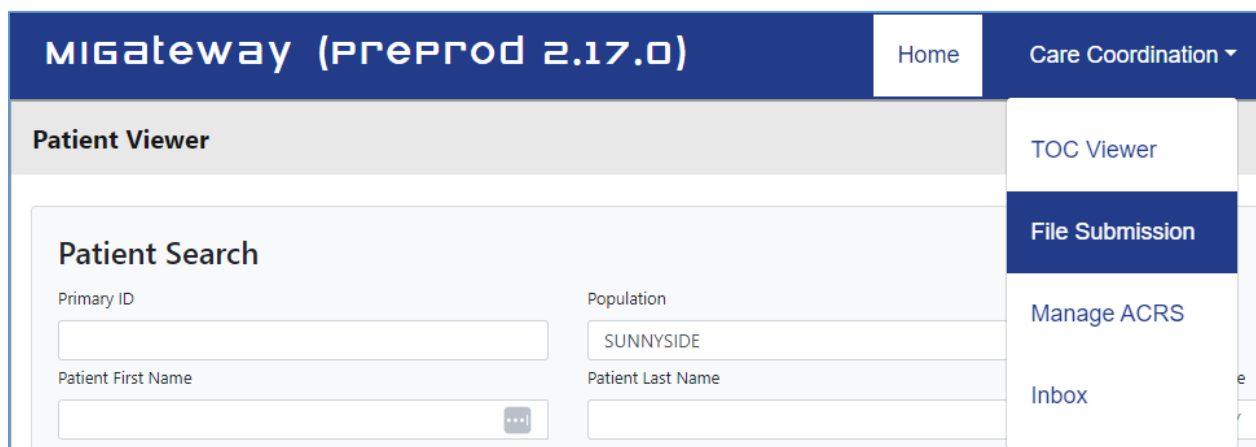 MIGateway (PreProd 2.17.0)
Home
Care Coordination
Patient Viewer
TOC Viewer
File Submission
Manage ACRS
Inbox
Patient Search
Primary ID
Population
SUNNYSIDE
Patient First Name
Patient Last Name